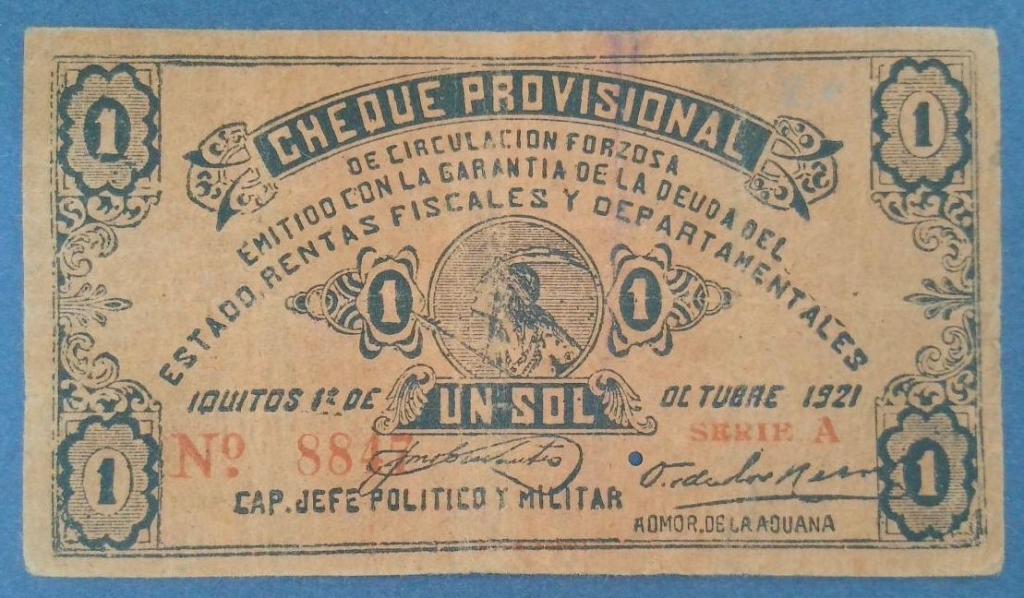 1 1
CHEQUE PROVISIONAL
DE CIRCULACION FORZOSA
EMITIDO CON LA GARANTIA DE LA DEUDA DEL
ESTADO, RENTAS FISCALES Y DEPARTAMENTALES
1 1
IQUITOS 1º DE UN SOL OCTUBRE 1921
Nº 8847 SERIE A
CAP. JEFE POLITICO Y MILITAR
ADMOR. DE LA ADUANA
1 1